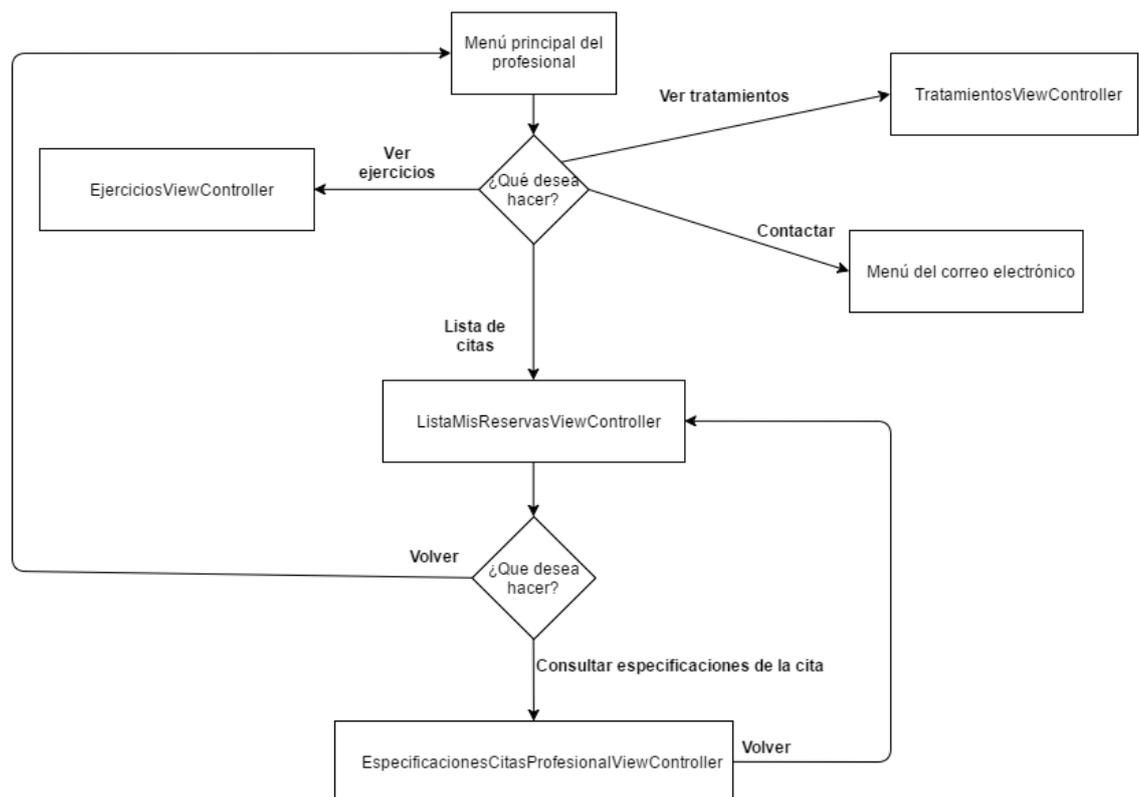 Menú principal del
profesional
Ver tratamientos
TratamientosViewController
Ver
ejercicios
¿Qué desea
hacer?
EjerciciosViewController
Contactar
Menú del correo electrónico
Lista de
citas
ListaMisReservasViewController
Volver
¿Que desea
hacer?
Consultar especificaciones de la cita
EspecificacionesCitasProfesionalViewController
Volver